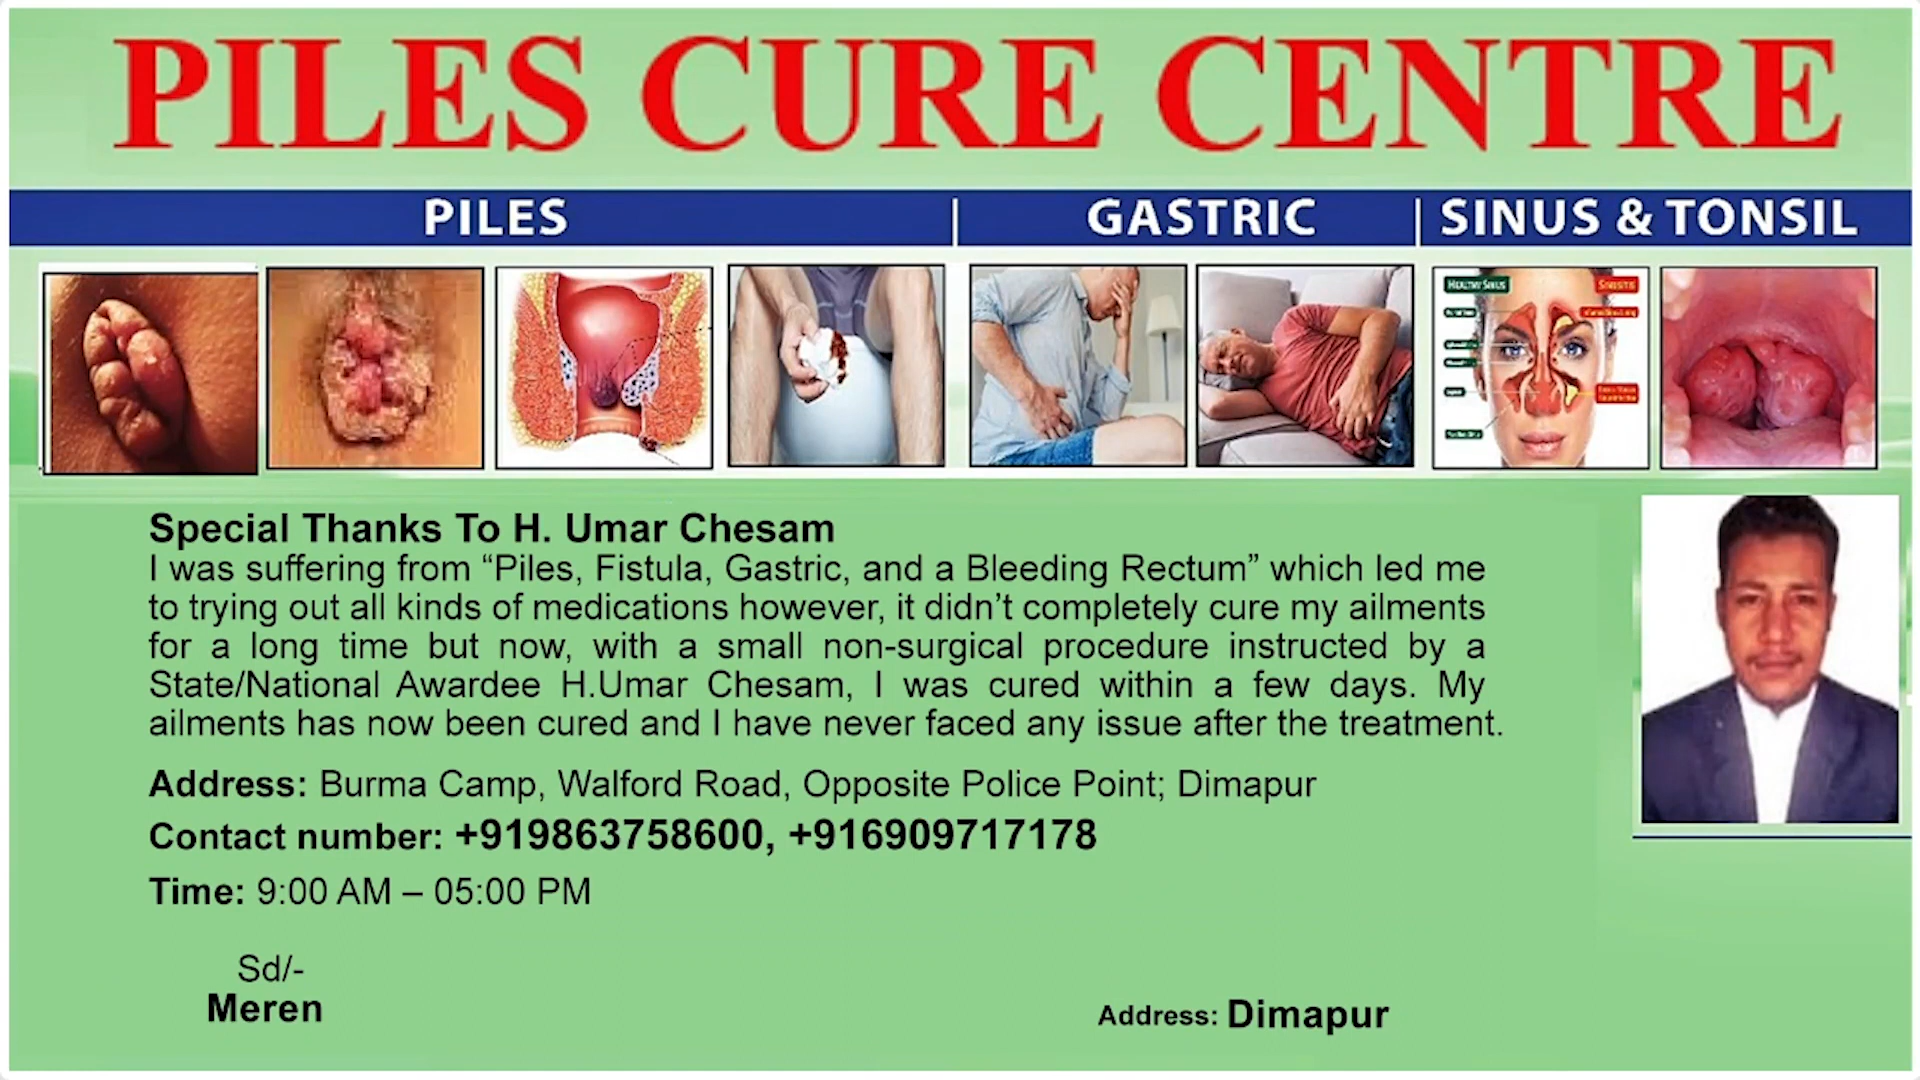 PILES CURE CENTRE
PILES | GASTRIC | SINUS & TONSIL
HEALTHY SINUS SINUSITIS
Special Thanks To H. Umar Chesam
I was suffering from “Piles, Fistula, Gastric, and a Bleeding Rectum” which led me
to trying out all kinds of medications however, it didn’t completely cure my ailments
for a long time but now, with a small non-surgical procedure instructed by a
State/National Awardee H.Umar Chesam, I was cured within a few days. My
ailments has now been cured and I have never faced any issue after the treatment.
Address: Burma Camp, Walford Road, Opposite Police Point; Dimapur
Contact number: +919863758600, +916909717178
Time: 9:00 AM – 05:00 PM
Sd/-
Meren
Address: Dimapur